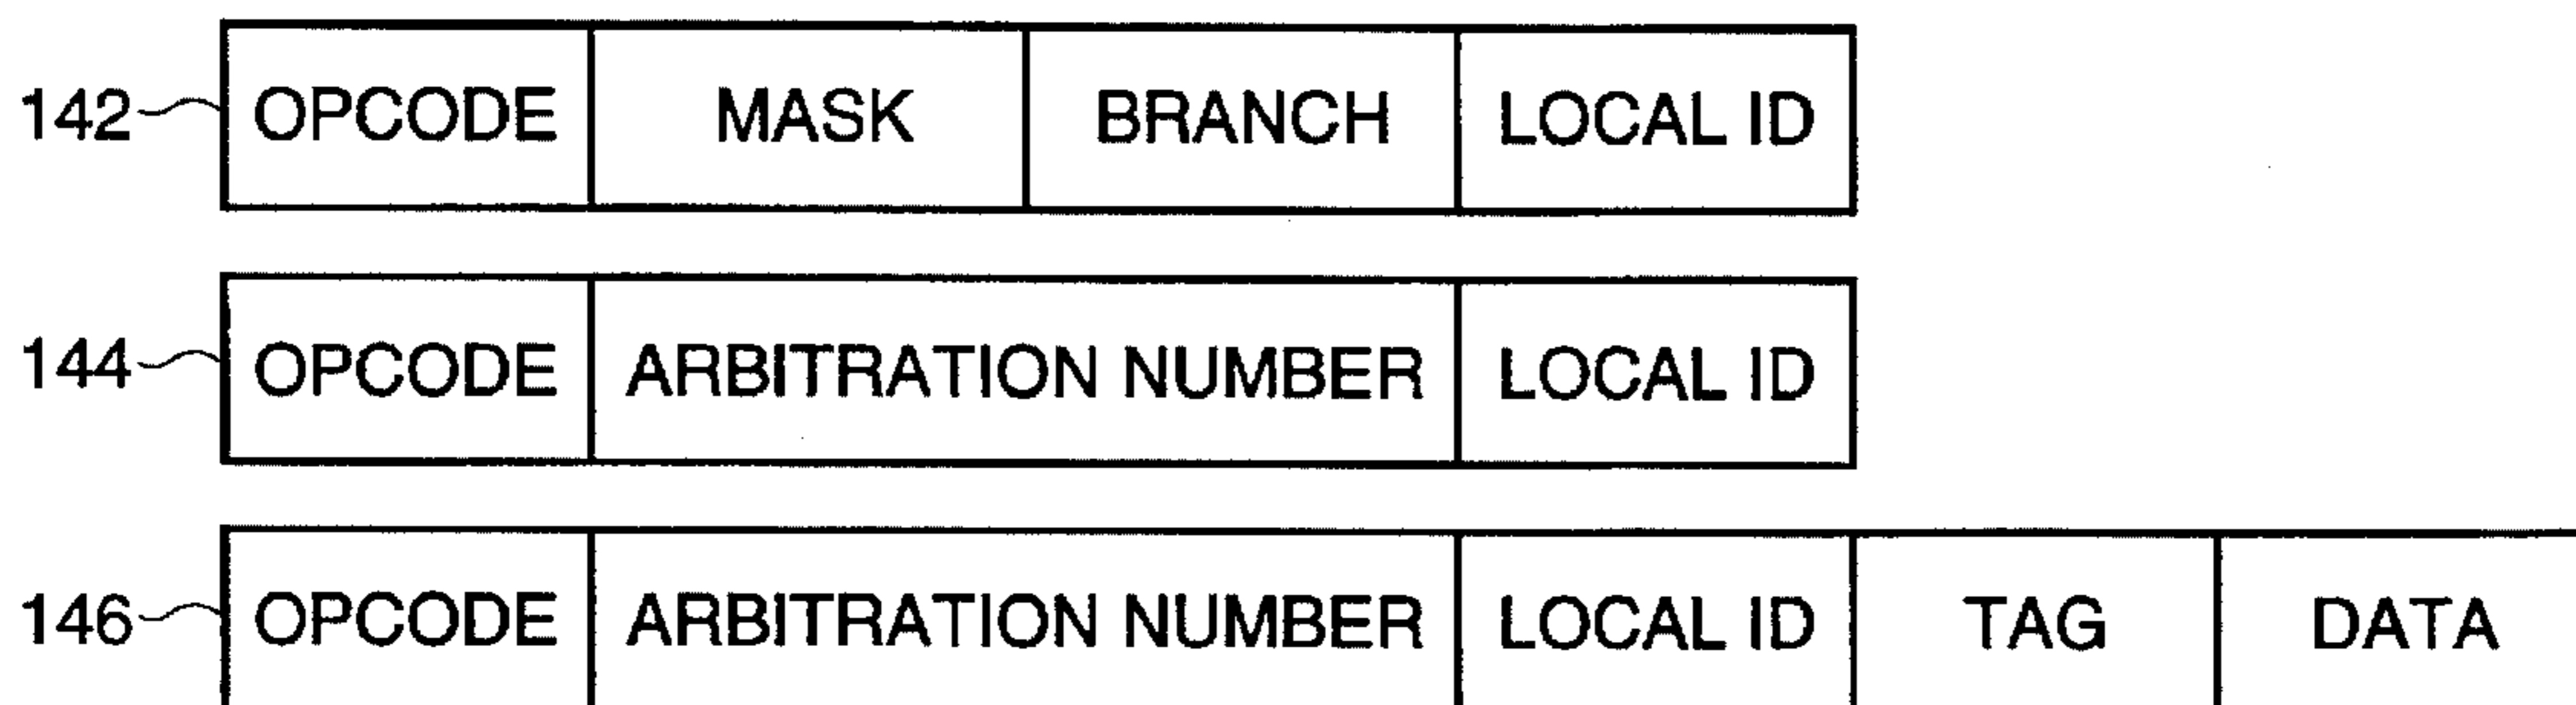 142 OPCODE MASK BRANCH LOCAL ID
144 OPCODE ARBITRATION NUMBER LOCAL ID
146 OPCODE ARBITRATION NUMBER LOCAL ID TAG DATA